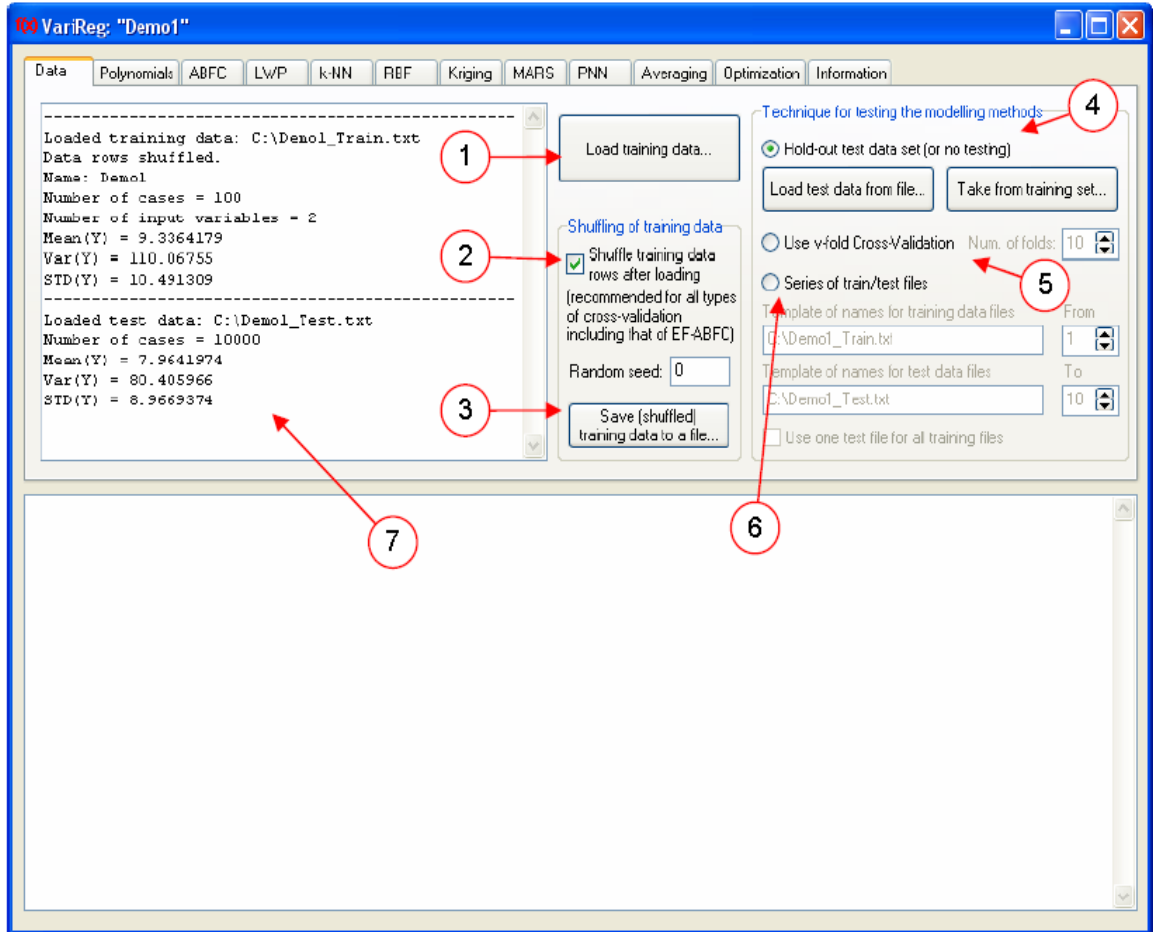 f(x) VariReg: "Demo1"
Data Polynomials ABFC LWP k-NN RBF Kriging MARS PNN Averaging Optimization Information
----------------------------------------------------
Loaded training data: C:\Demo1_Train.txt
Data rows shuffled.
Name: Demo1
Number of cases = 100
Number of input variables = 2
Mean(Y) = 9.3364179
Var(Y) = 110.06755
STD(Y) = 10.491309
----------------------------------------------------
Loaded test data: C:\Demo1_Test.txt
Number of cases = 10000
Mean(Y) = 7.9641974
Var(Y) = 80.405966
STD(Y) = 8.9669374
7
1
Load training data...
Shuffling of training data
2
Shuffle training data
rows after loading
(recommended for all types
of cross-validation
including that of EF-ABFC)
Random seed: 0
3
Save (shuffled)
training data to a file...
Technique for testing the modelling methods
4
Hold-out test data set (or no testing)
Load test data from file... Take from training set...
Use v-fold Cross-Validation Num. of folds: 10
5
Series of train/test files
6
Template of names for training data files From
C:\Demo1_Train.txt 1
Template of names for test data files To
C:\Demo1_Test.txt 10
Use one test file for all training files